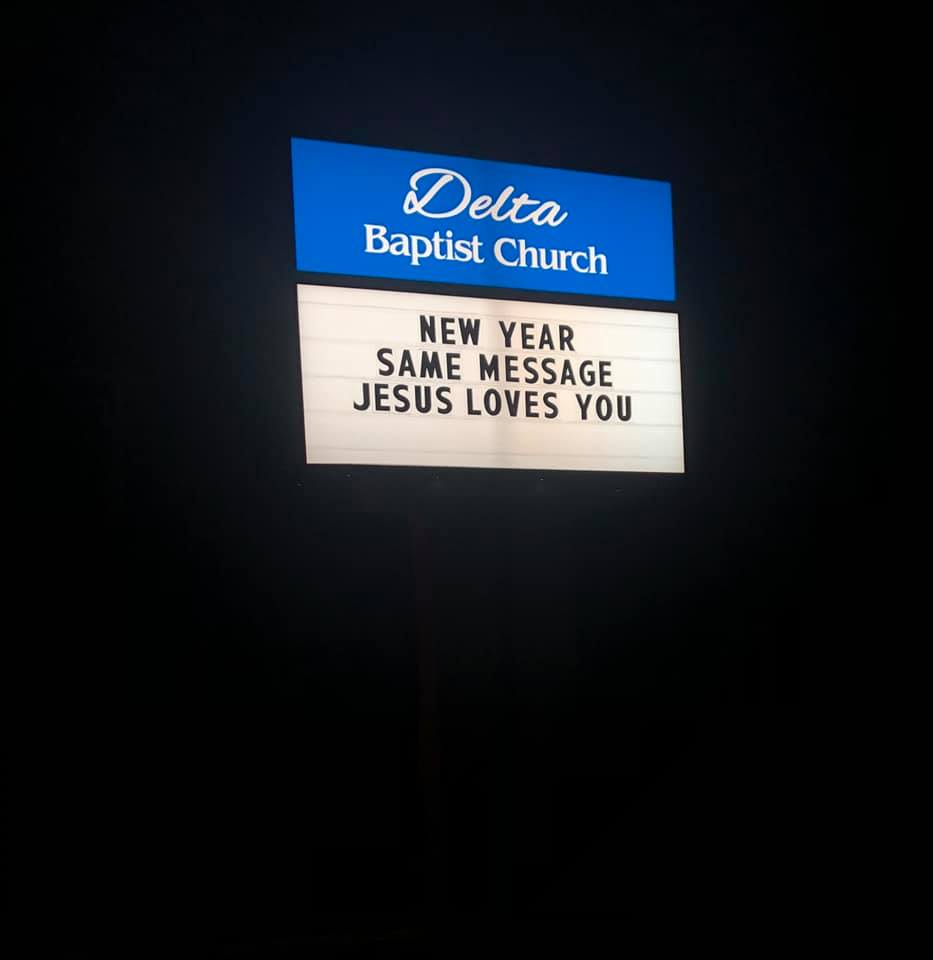 Delta
Baptist Church
NEW YEAR
SAME MESSAGE
JESUS LOVES YOU